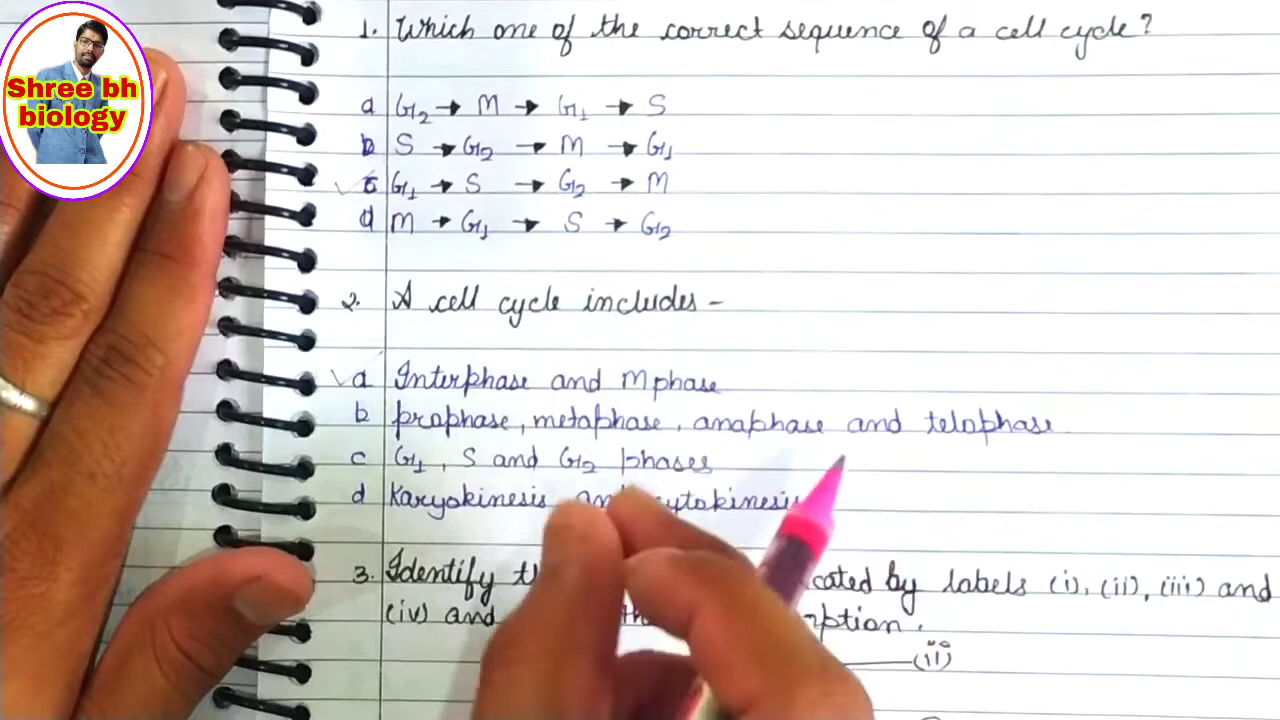 Shree bh
biology
1. Which one of the correct sequence of a cell cycle?
a G₂ → M → G₁ → S
b S → G₂ → M → G₁
c G₁ → S → G₂ → M
d M → G₁ → S → G₂
2. A cell cycle includes -
a Interphase and M phase
b prophase, metaphase, anaphase and telophase
c G₁, S and G₂ phases
d Karyokinesis and cytokinesis
3. Identify cated by labels (i), (ii), (iii) and
(iv) and ption.
(ii)